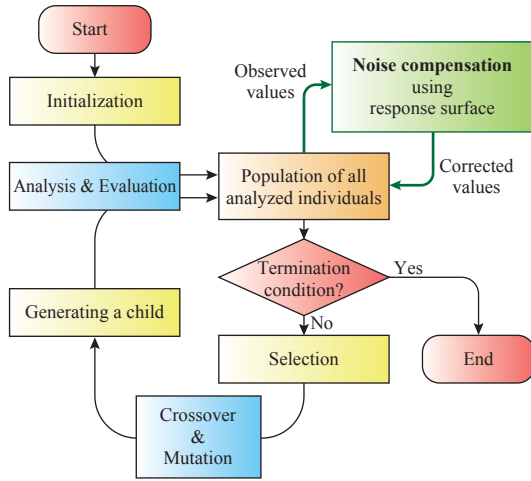 Start
Initialization
Observed
values
Noise compensation
using
response surface
Analysis & Evaluation
Population of all
analyzed individuals
Corrected
values
Termination
condition?
Yes
Generating a child
No
Selection
End
Crossover
&
Mutation